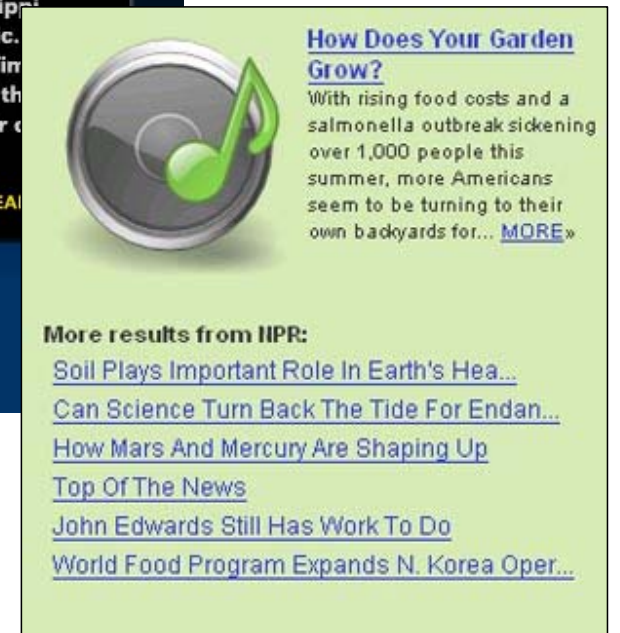 How Does Your Garden
Grow?
With rising food costs and a
salmonella outbreak sickening
over 1,000 people this
summer, more Americans
seem to be turning to their
own backyards for... MORE»
More results from NPR:
Soil Plays Important Role In Earth's Hea...
Can Science Turn Back The Tide For Endan...
How Mars And Mercury Are Shaping Up
Top Of The News
John Edwards Still Has Work To Do
World Food Program Expands N. Korea Oper...